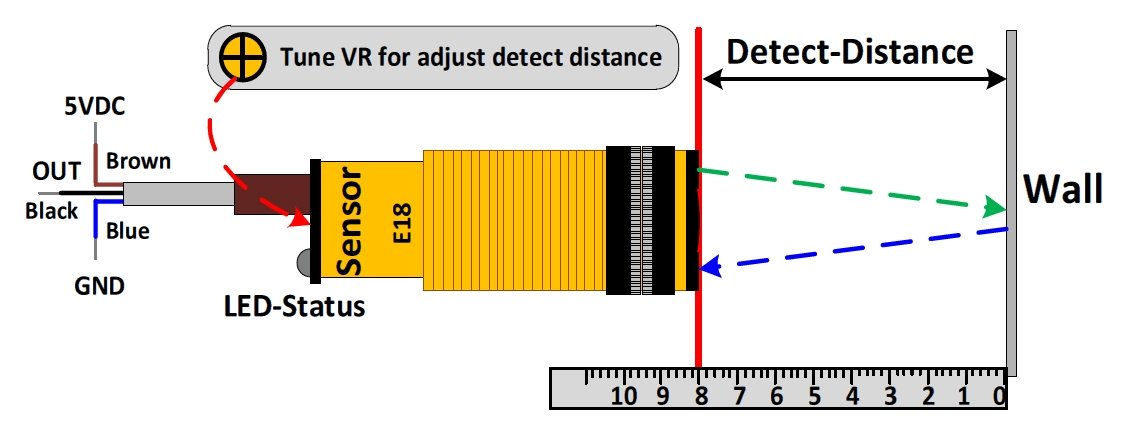 Tune VR for adjust detect distance
Detect-Distance
5VDC
Brown
OUT
Black
Blue
GND
Sensor
E18
LED-Status
Wall
10 9 8 7 6 5 4 3 2 1 0